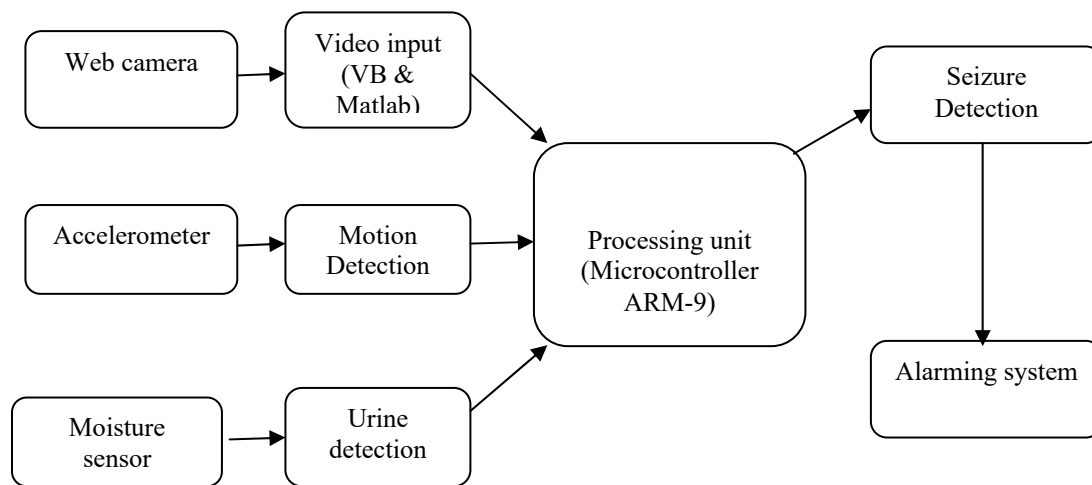 Web camera
Video input
(VB &
Matlab)
Seizure
Detection
Accelerometer
Motion
Detection
Processing unit
(Microcontroller
ARM-9)
Alarming system
Moisture
sensor
Urine
detection